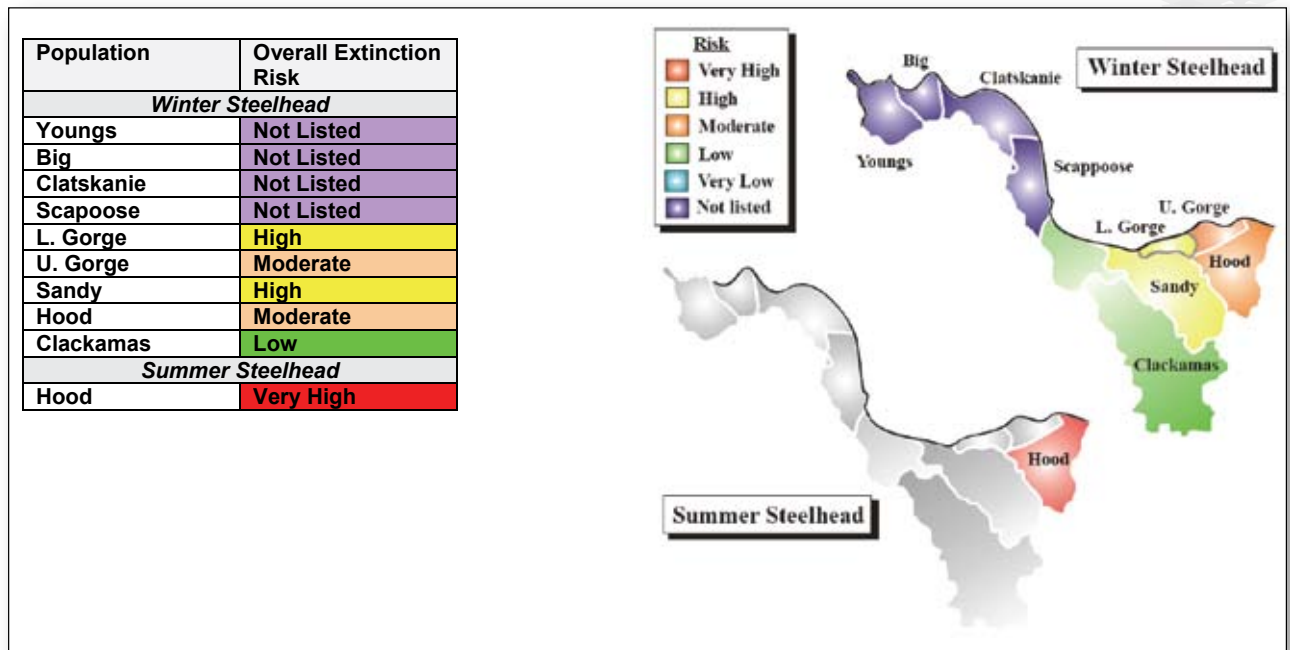 Population Overall Extinction
Risk
Winter Steelhead
Youngs Not Listed
Big Not Listed
Clatskanie Not Listed
Scapoose Not Listed
L. Gorge High
U. Gorge Moderate
Sandy High
Hood Moderate
Clackamas Low
Summer Steelhead
Hood Very High
Risk
Very High
High
Moderate
Low
Very Low
Not listed
Winter Steelhead
Big
Clatskanie
Youngs
Scappoose
U. Gorge
L. Gorge
Hood
Sandy
Clackamas
Hood
Summer Steelhead